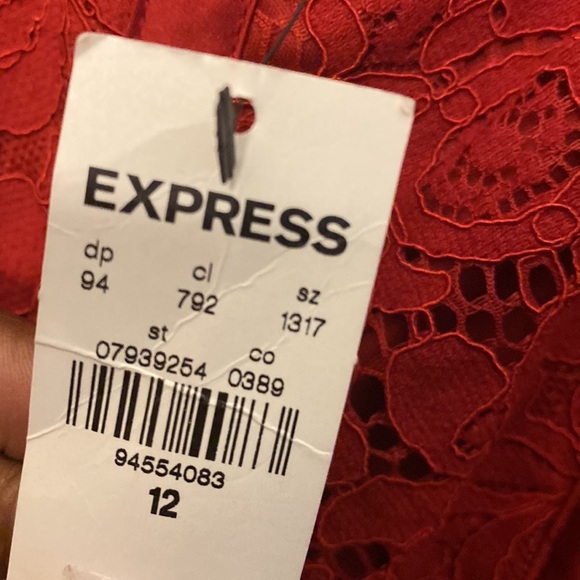 EXPRESS
dp cl sz
94 792 1317
st co
07939254 0389
94554083
12